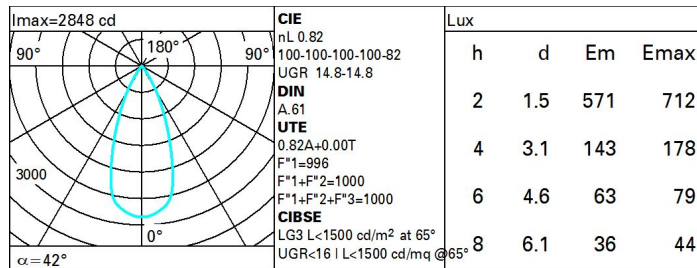 Imax=2848 cd
90°
180°
90°
3000
0°
α=42°
CIE
nL 0.82
100-100-100-100-82
UGR 14.8-14.8
DIN
A.61
UTE
0.82A+0.00T
F"1=996
F"1+F"2=1000
F"1+F"2+F"3=1000
CIBSE
LG3 L<1500 cd/m² at 65°
UGR<16 | L<1500 cd/mq @65°
Lux
h d Em Emax
2 1.5 571 712
4 3.1 143 178
6 4.6 63 79
8 6.1 36 44